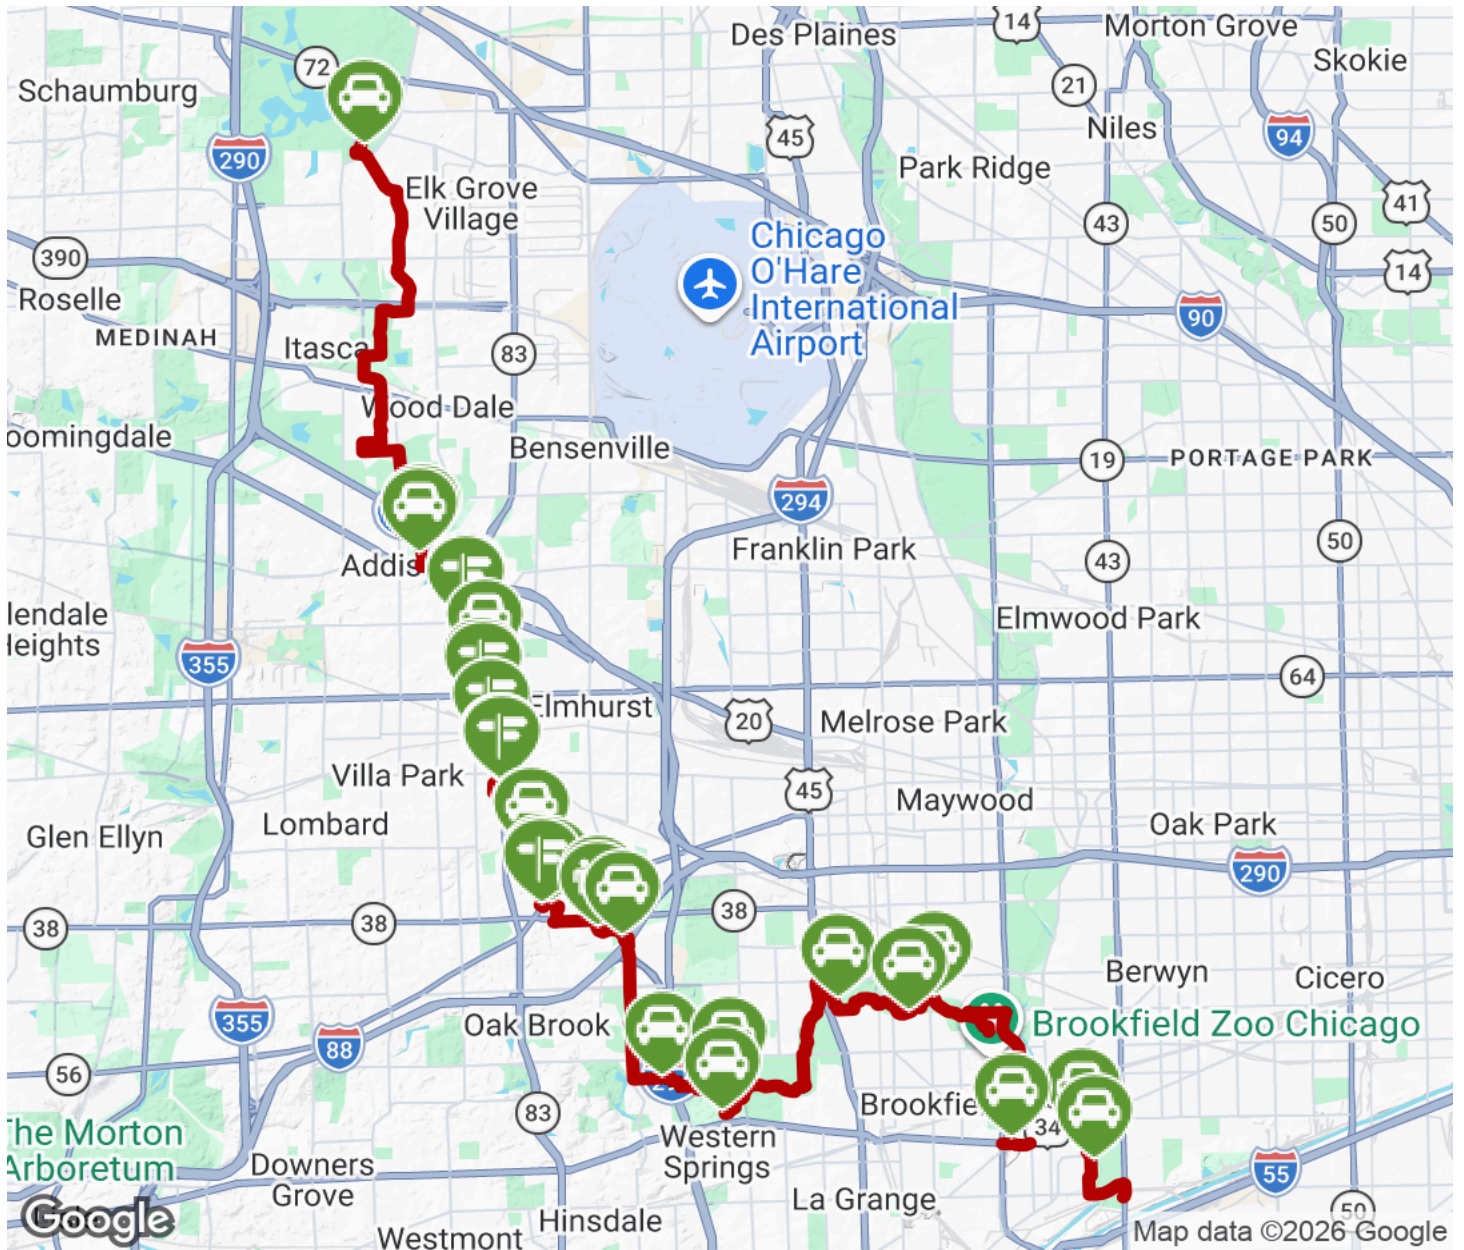 14
Morton Grove
Des Plaines
Skokie
72
Schaumburg
21
45
Niles
94
290
Park Ridge
Elk Grove
Village
41
43
50
Chicago
O'Hare
International
Airport
390
14
Roselle
90
MEDINAH
Itasca
83
Wood Dale
oomingdale
Bensenville
19
PORTAGE PARK
294
Franklin Park
50
Addis
43
lendale
Heights
Elmwood Park
355
64
Elmhurst
20
Melrose Park
Villa Park
45
Maywood
Glen Ellyn
Lombard
Oak Park
290
38
38
38
Berwyn
Cicero
355
Oak Brook
Brookfield Zoo Chicago
88
56
83
Brookfie
34
The Morton
Arboretum
Western
Springs
Downers
Grove
55
La Grange
50
Hinsdale
Westmont
Google
Map data ©2026 Google